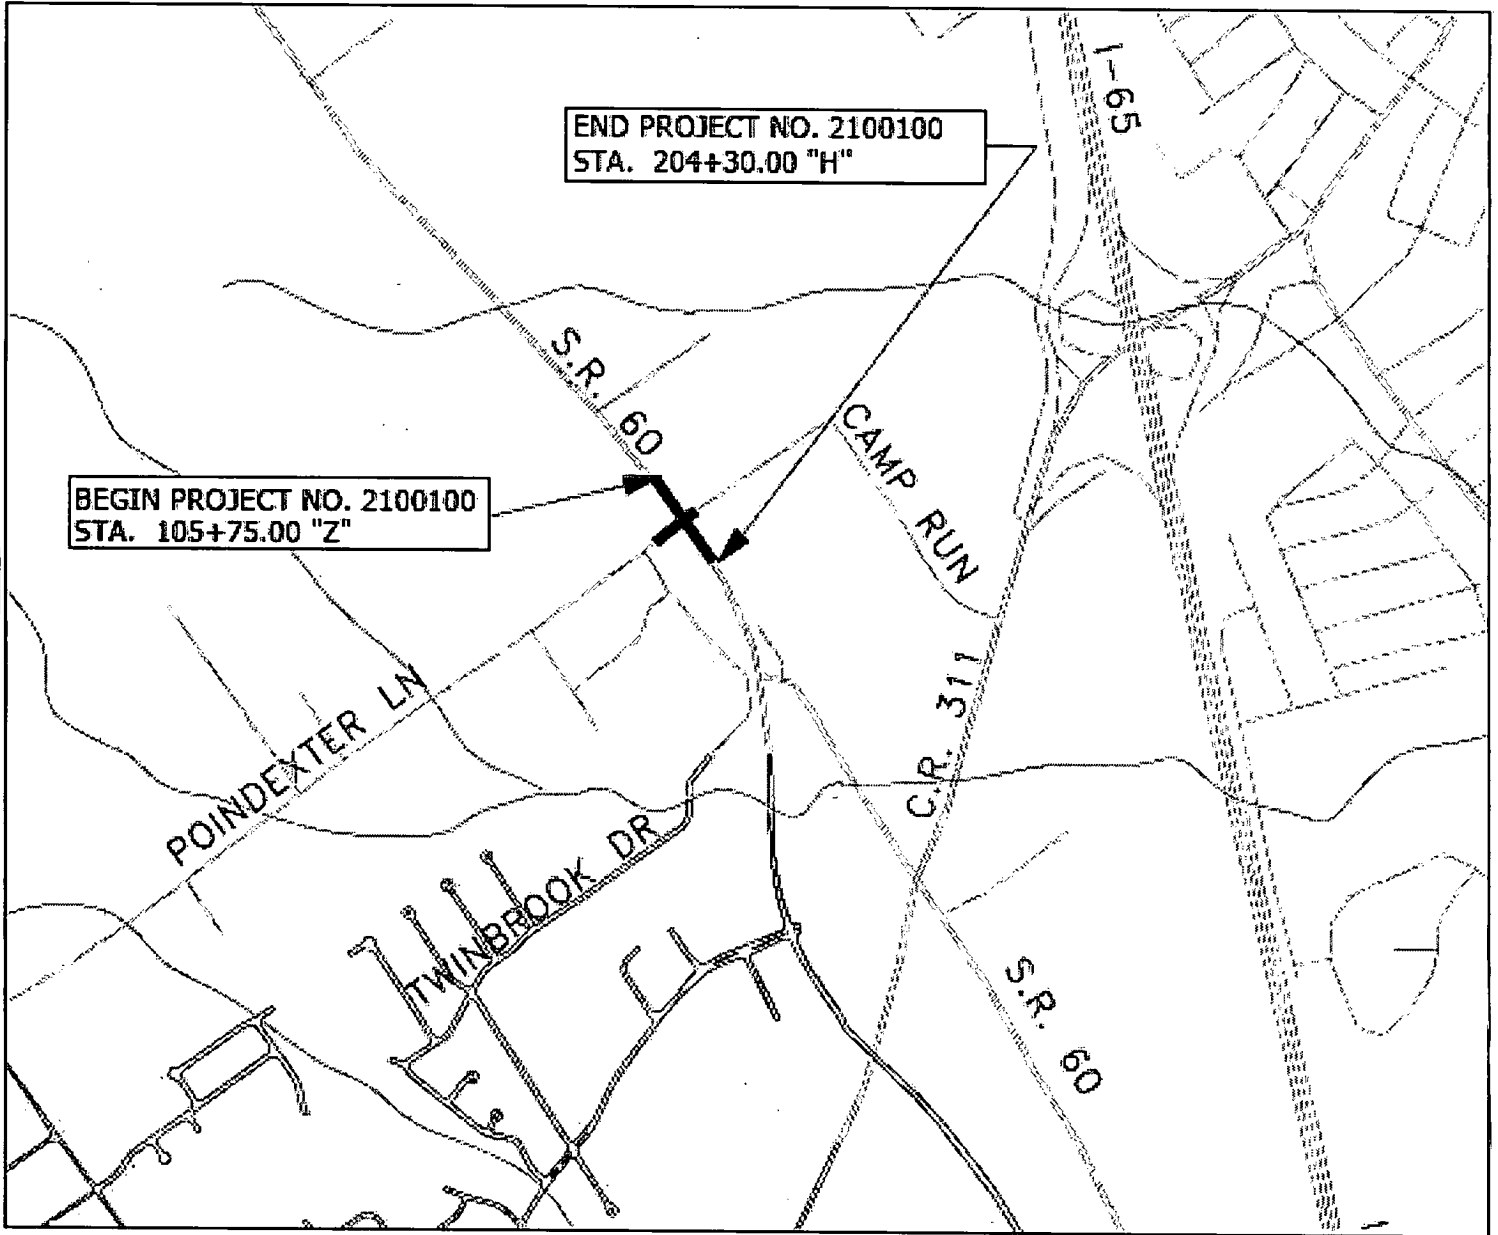 I-65
END PROJECT NO. 2100100
STA. 204+30.00 "H"
S.R. 60
CAMP RUN
BEGIN PROJECT NO. 2100100
STA. 105+75.00 "Z"
C.R. 311
POINDEXTER LN
TWINBROOK DR
S.R. 60